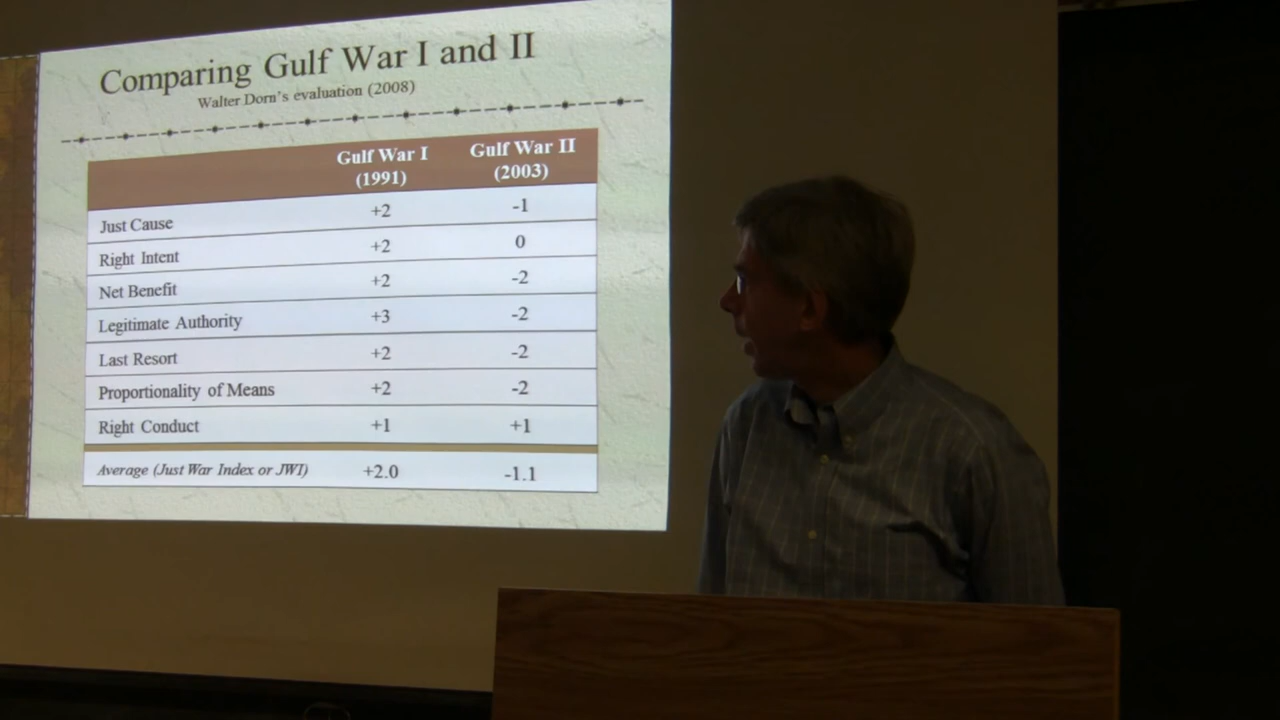 Comparing Gulf War I and II
Walter Dorn's evaluation (2008)
Gulf War I Gulf War II
(1991) (2003)
Just Cause +2 -1
Right Intent +2 0
Net Benefit +2 -2
Legitimate Authority +3 -2
Last Resort +2 -2
Proportionality of Means +2 -2
Right Conduct +1 +1
Average (Just War Index or JWI) +2.0 -1.1